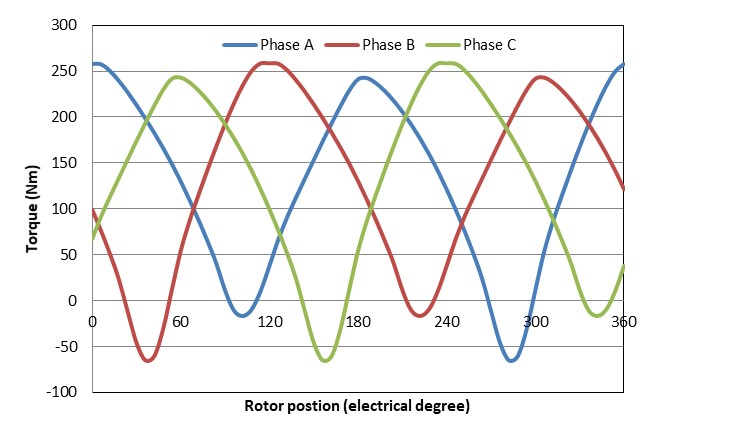 300
Phase A Phase B Phase C
250
200
150
100
50
0
-50
-100
0 60 120 180 240 300 360
Torque (Nm)
Rotor postion (electrical degree)